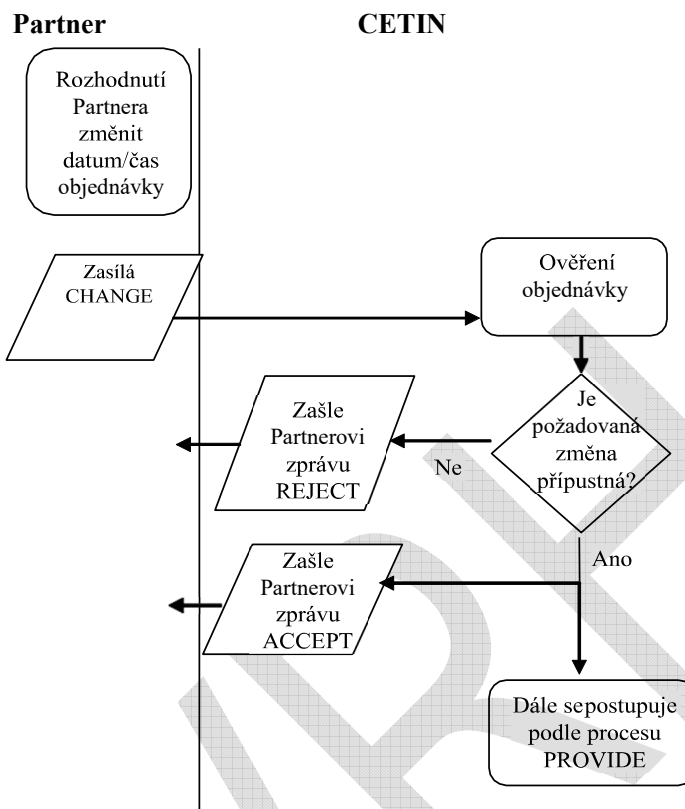 Partner
CETIN
Rozhodnutí
Partnera
změnit
datum/čas
objednávky
Zasílá
CHANGE
Ověření
objednávky
Je
požadovaná
změna
přípustná?
Ne
Zašle
Partnerovi
zprávu
REJECT
Ano
Zašle
Partnerovi
zprávu
ACCEPT
Dále sepostupuje
podle procesu
PROVIDE